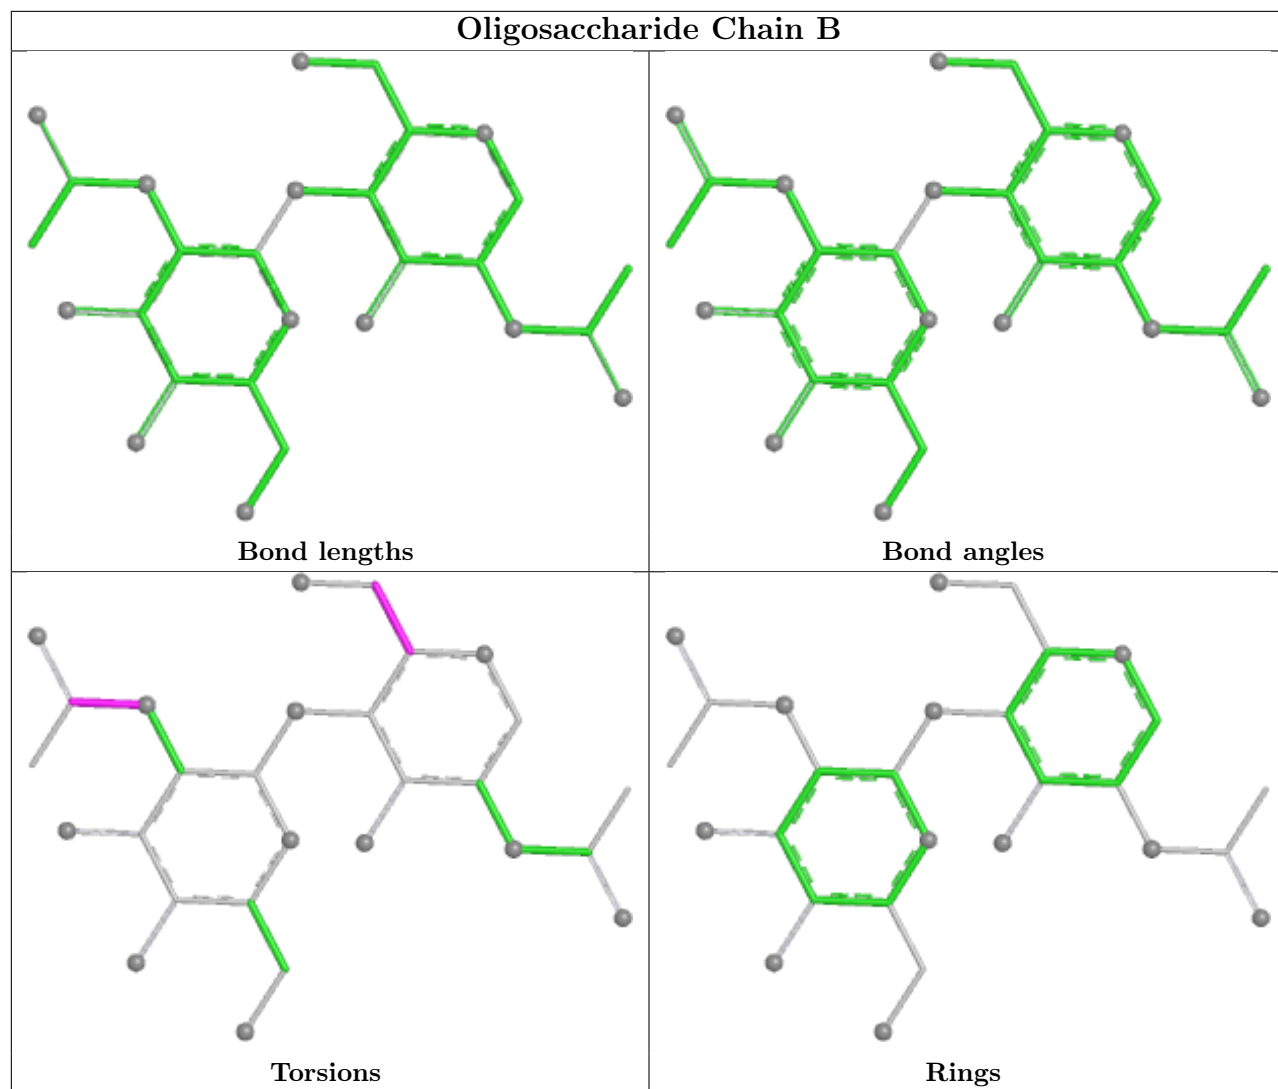 Oligosaccharide Chain B
Bond lengths
Bond angles
Torsions
Rings